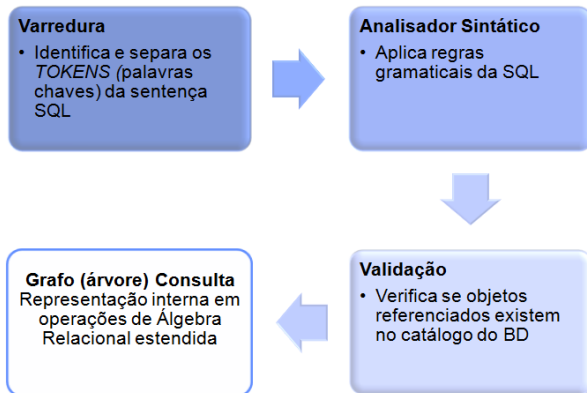 Varredura
• Identifica e separa os
TOKENS (palavras
chaves) da sentença
SQL
Analisador Sintático
• Aplica regras
gramaticais da SQL
Validação
• Verifica se objetos
referenciados existem
no catálogo do BD
Grafo (árvore) Consulta
Representação interna em
operações de Álgebra
Relacional estendida